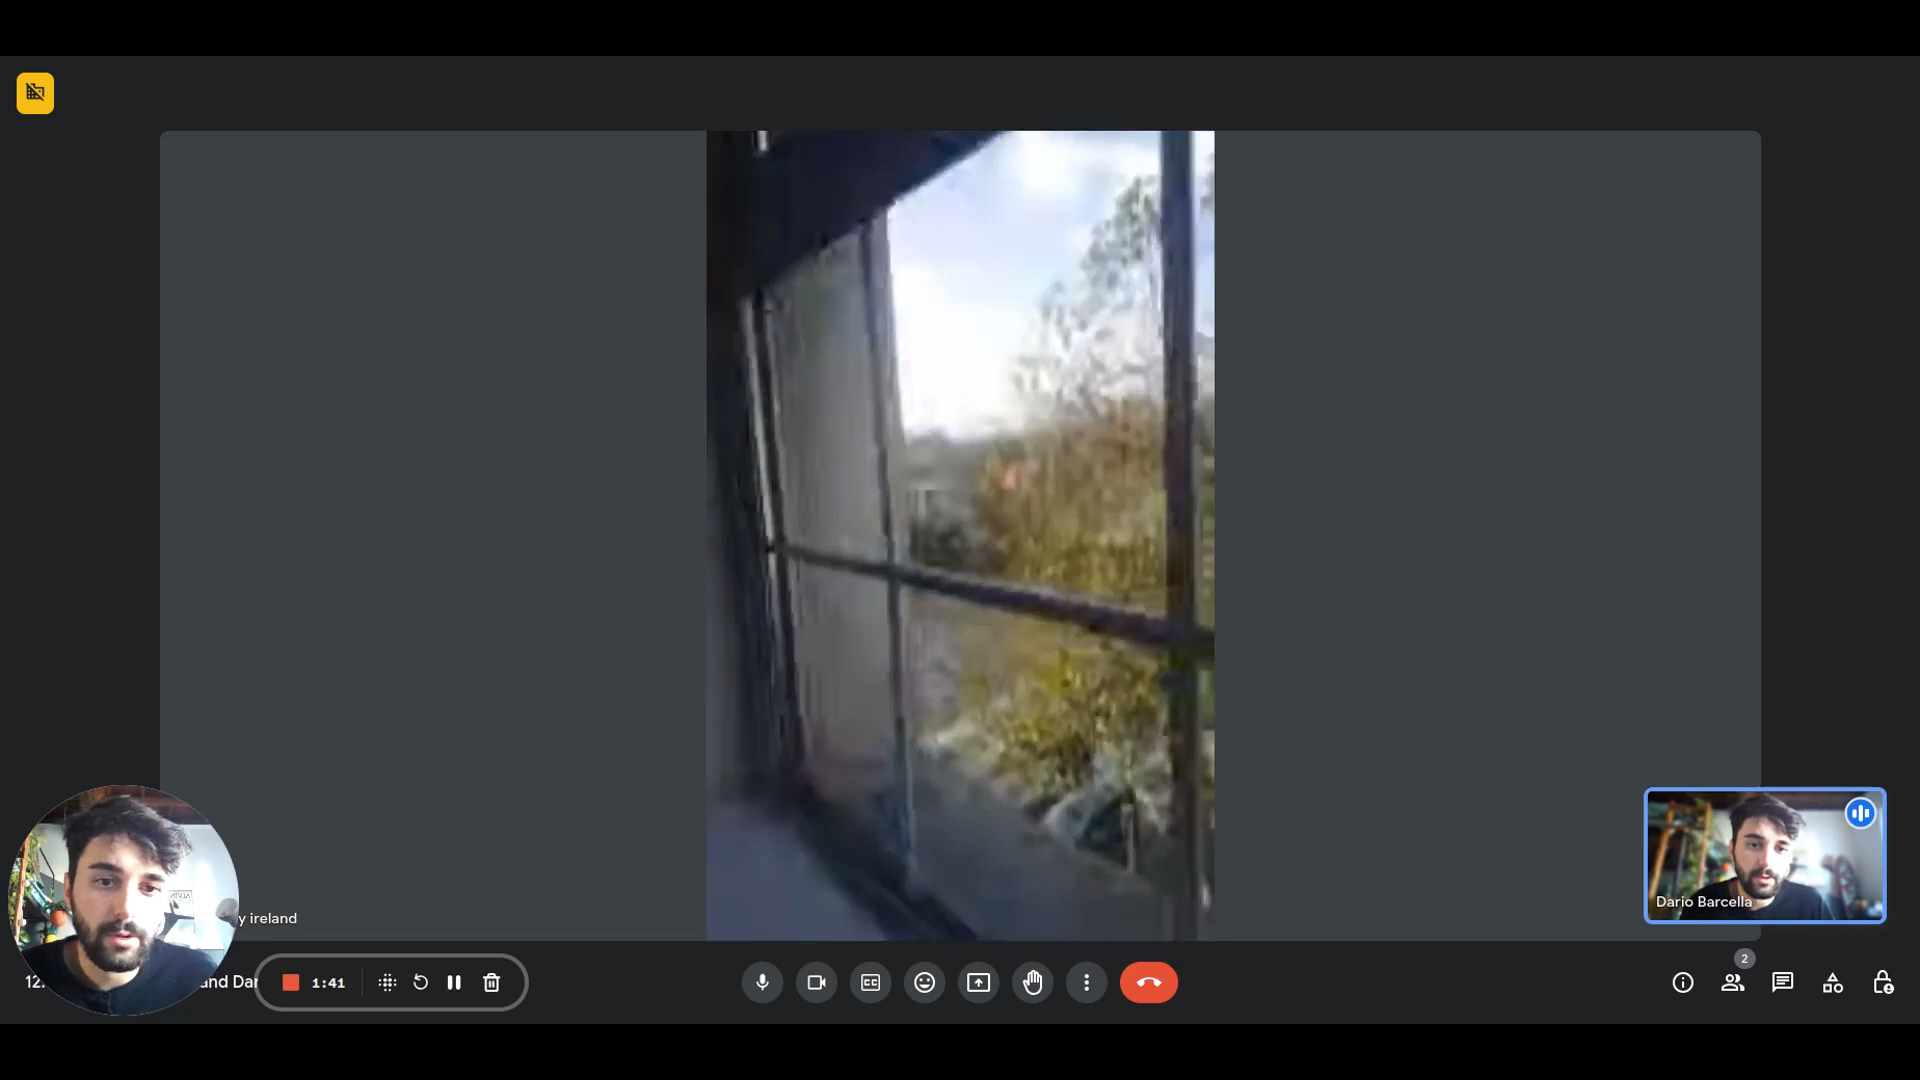 y ireland
Dario Barcella
12:
and Dar
1:41
2